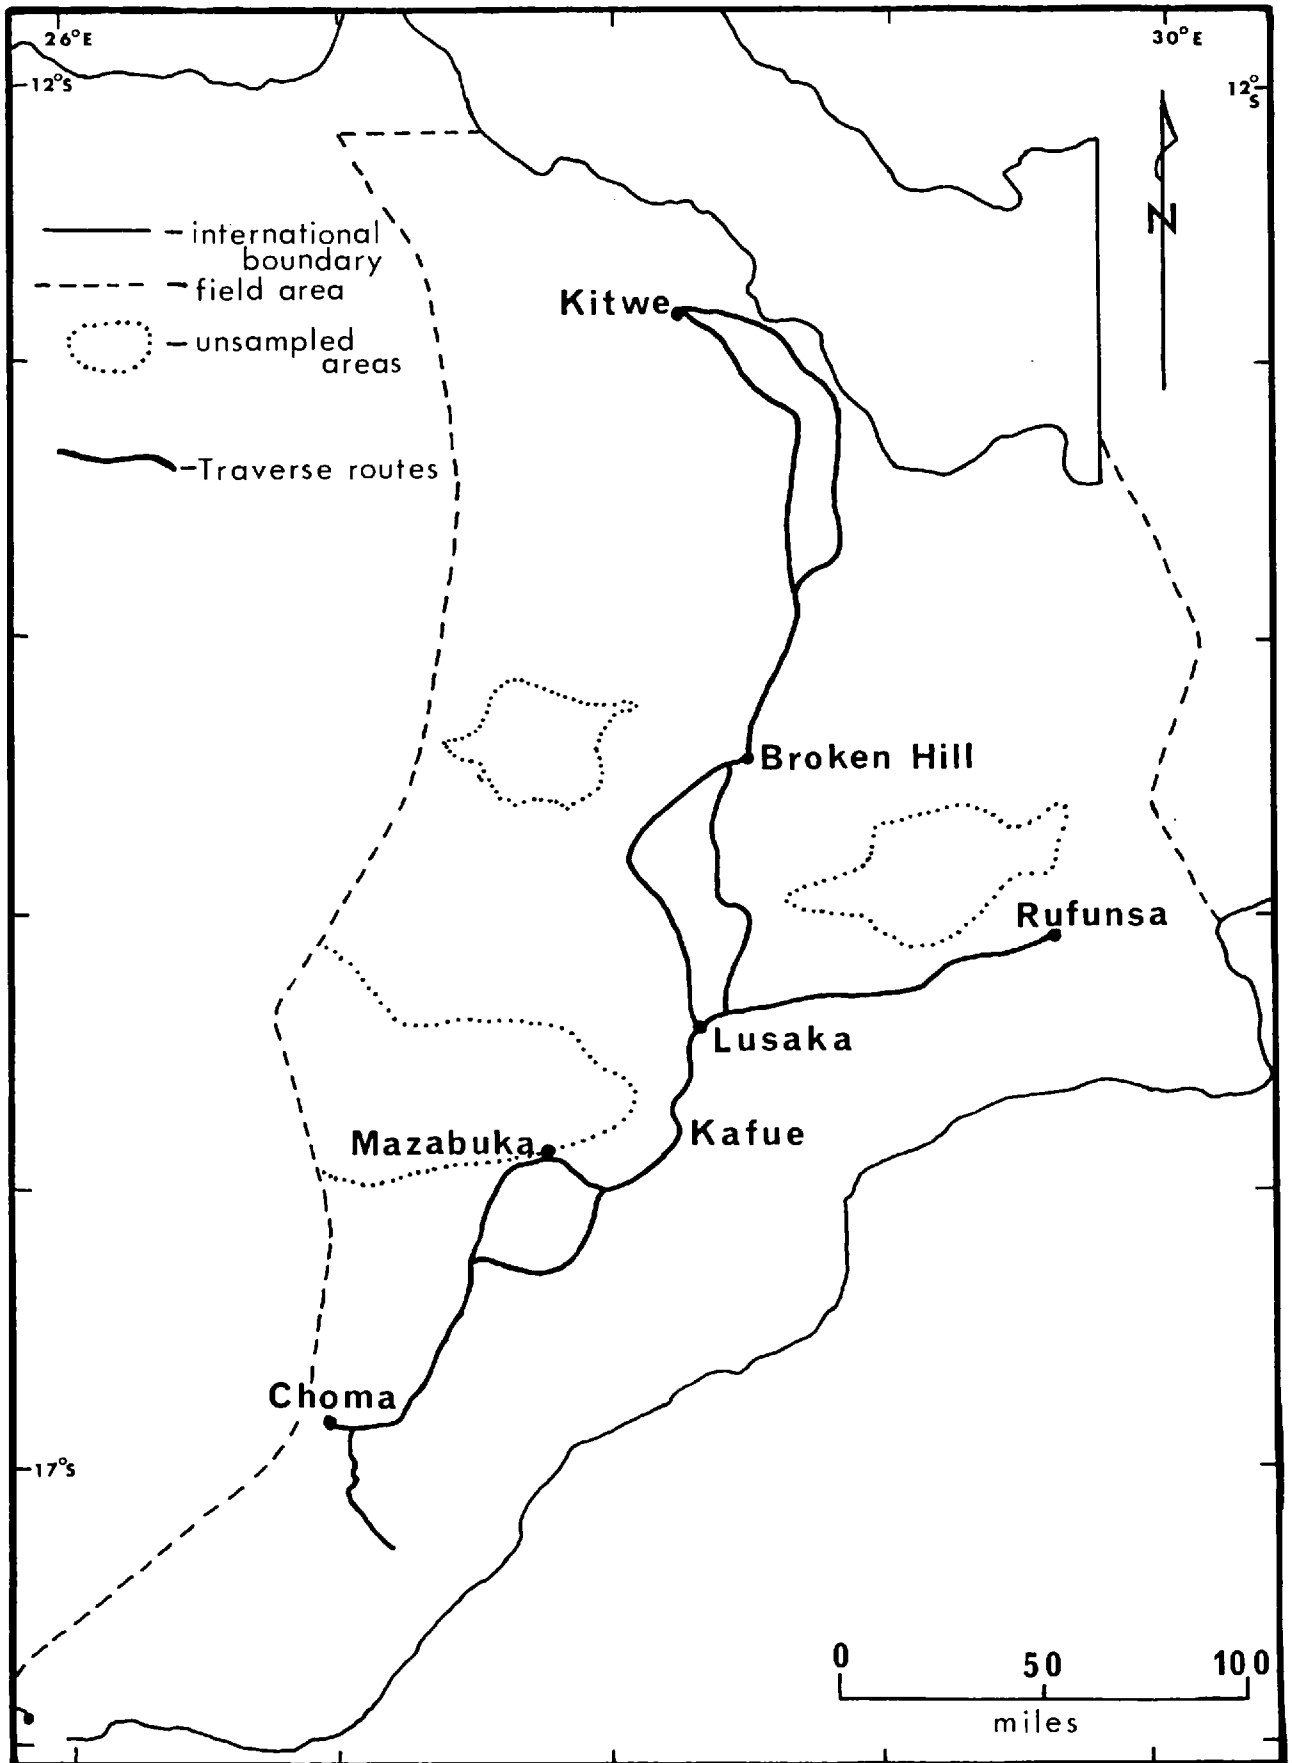 26°E
30°E
12°S
12°S
N
– international
boundary
– field area
– unsampled
areas
– Traverse routes
Kitwe
Broken Hill
Rufunsa
Lusaka
Mazabuka
Kafue
Choma
17°S
0 50 100
miles